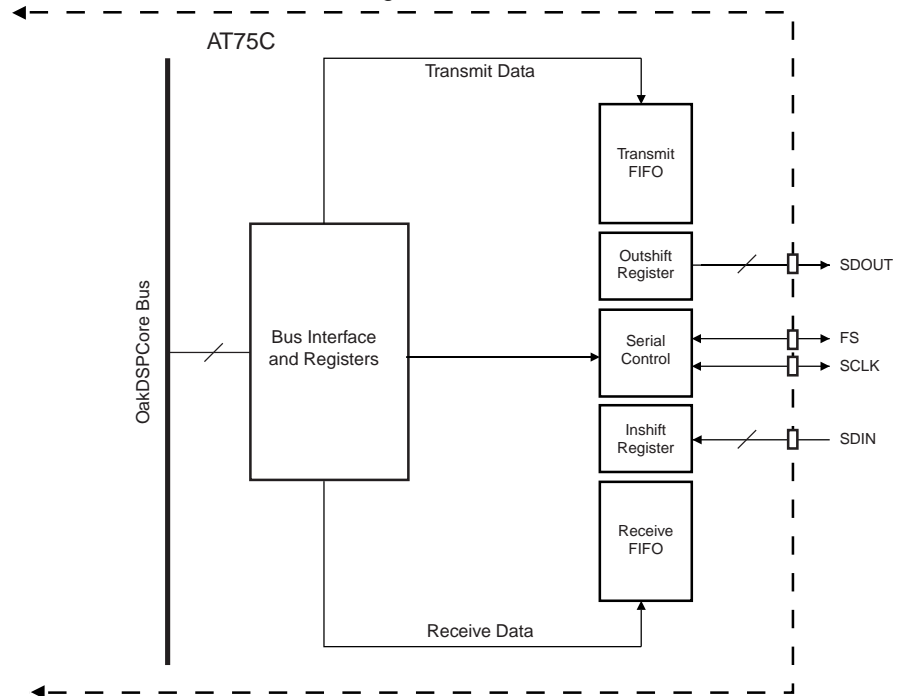 AT75C
Transmit Data
Transmit
FIFO
Outshift
Register
SDOUT
OakDSPCore Bus
Bus Interface
and Registers
Serial
Control
FS
SCLK
Inshift
Register
SDIN
Receive
FIFO
Receive Data